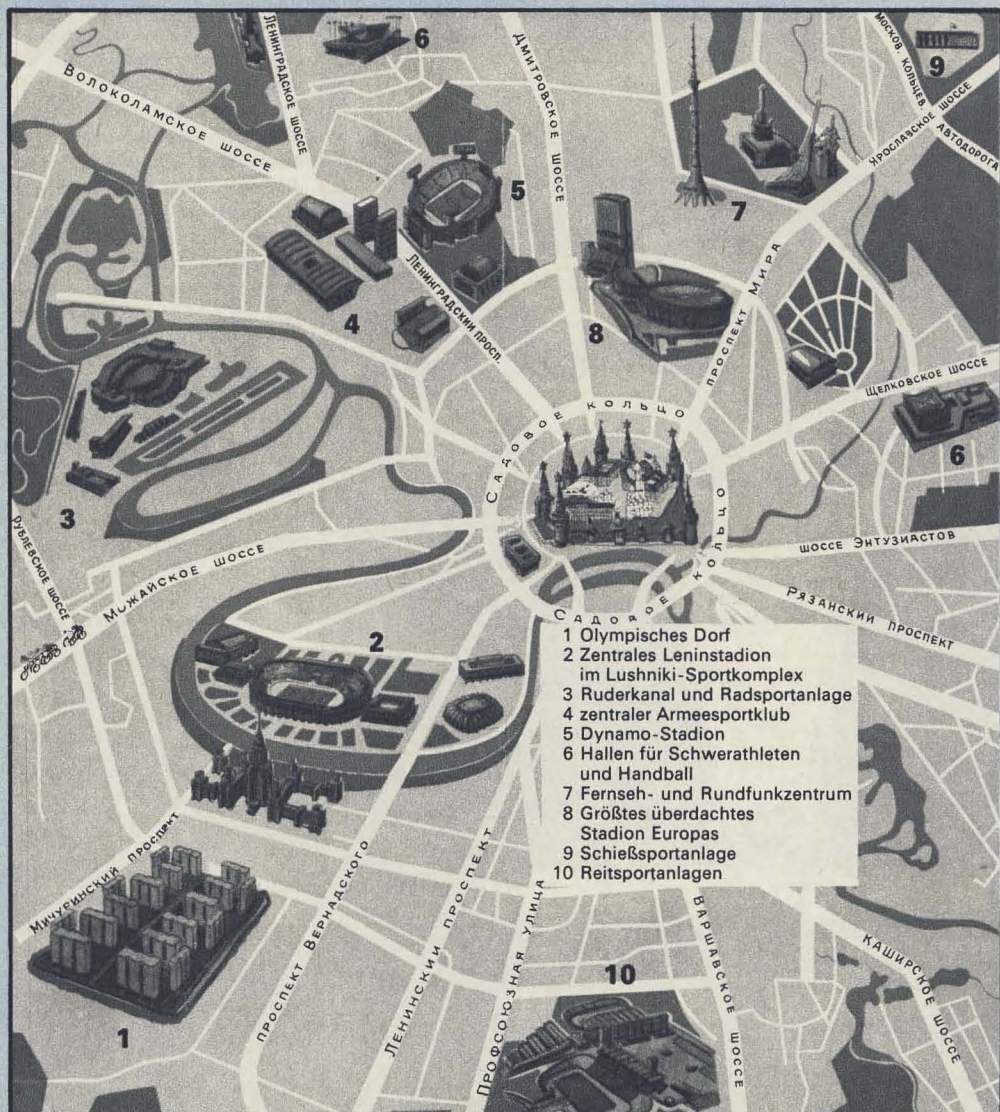 6
9
ЛЕНИНГРАДСКОЕ ШОССЕ
ВОЛОКОЛАМСКОЕ ШОССЕ
ДМИТРОВСКОЕ ШОССЕ
МОСКОВ. КОЛЬЦЕВ. АВТОДОРОГА
ЯРОСЛАВСКОЕ ШОССЕ
5
7
ЛЕНИНГРАДСКИЙ ПРОСП.
ПРОСПЕКТ МИРА
4
8
ЩЕЛКОВСКОЕ ШОССЕ
САДОВОЕ КОЛЬЦО
6
3
РУБЛЕВСКОЕ ШОССЕ
МОЖАЙСКОЕ ШОССЕ
ШОССЕ ЭНТУЗИАСТОВ
РЯЗАНСКИЙ ПРОСПЕКТ
САДОВОЕ КОЛЬЦО
2
1 Olympisches Dorf
2 Zentrales Leninstadion
im Lushniki-Sportkomplex
3 Ruderkanal und Radsportanlage
4 zentraler Armeesportklub
5 Dynamo-Stadion
6 Hallen für Schwerathleten
und Handball
7 Fernseh- und Rundfunkzentrum
8 Größtes überdachtes
Stadion Europas
9 Schießsportanlage
10 Reitsportanlagen
МИЧУРИНСКИЙ ПРОСПЕКТ
ПРОСПЕКТ ВЕРНАДСКОГО
ЛЕНИНСКИЙ ПРОСПЕКТ
ПРОФСОЮЗНАЯ УЛИЦА
ВАРШАВСКОЕ ШОССЕ
КАШИРСКОЕ ШОССЕ
10
1